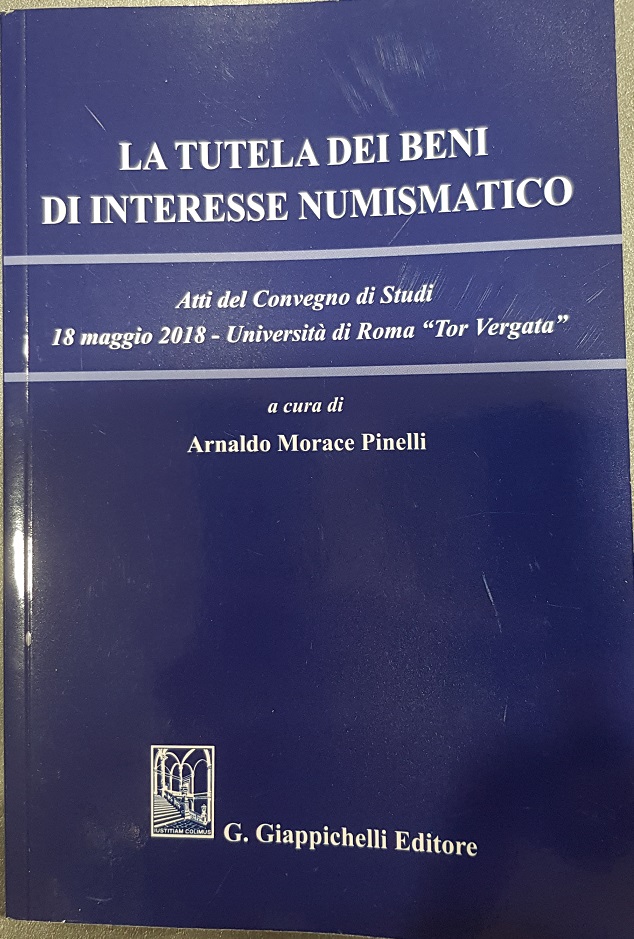 LA TUTELA DEI BENI
DI INTERESSE NUMISMATICO
Atti del Convegno di Studi
18 maggio 2018 - Università di Roma “Tor Vergata”
a cura di
Arnaldo Morace Pinelli
IUSTITIAM COLIMUS
G. Giappichelli Editore